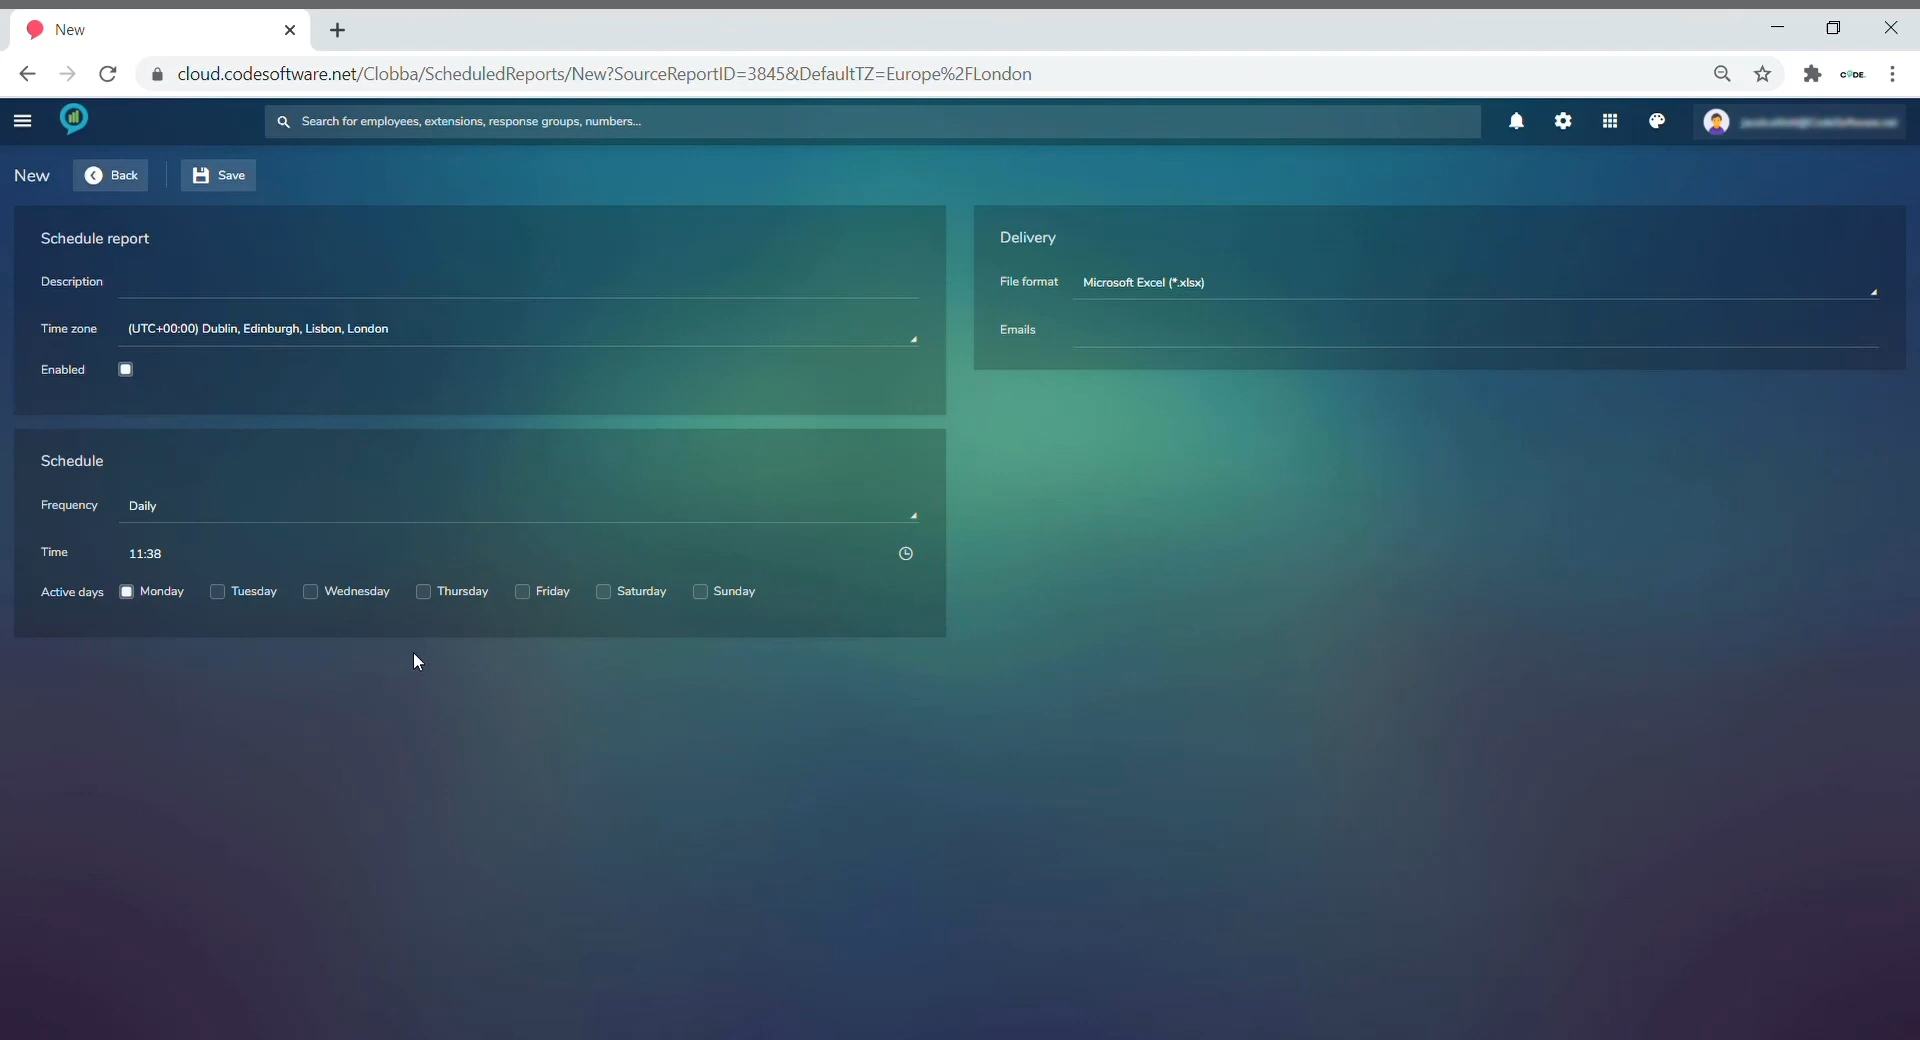 New
cloud.codesoftware.net/Clobba/ScheduledReports/New?SourceReportID=3845&DefaultTZ=Europe%2FLondon
CODE.
Search for employees, extensions, response groups, numbers...
New
Back
Save
Schedule report
Description
Time zone (UTC+00:00) Dublin, Edinburgh, Lisbon, London
Enabled
Schedule
Frequency Daily
Time 11:38
Active days Monday Tuesday Wednesday Thursday Friday Saturday Sunday
Delivery
File format Microsoft Excel (*.xlsx)
Emails